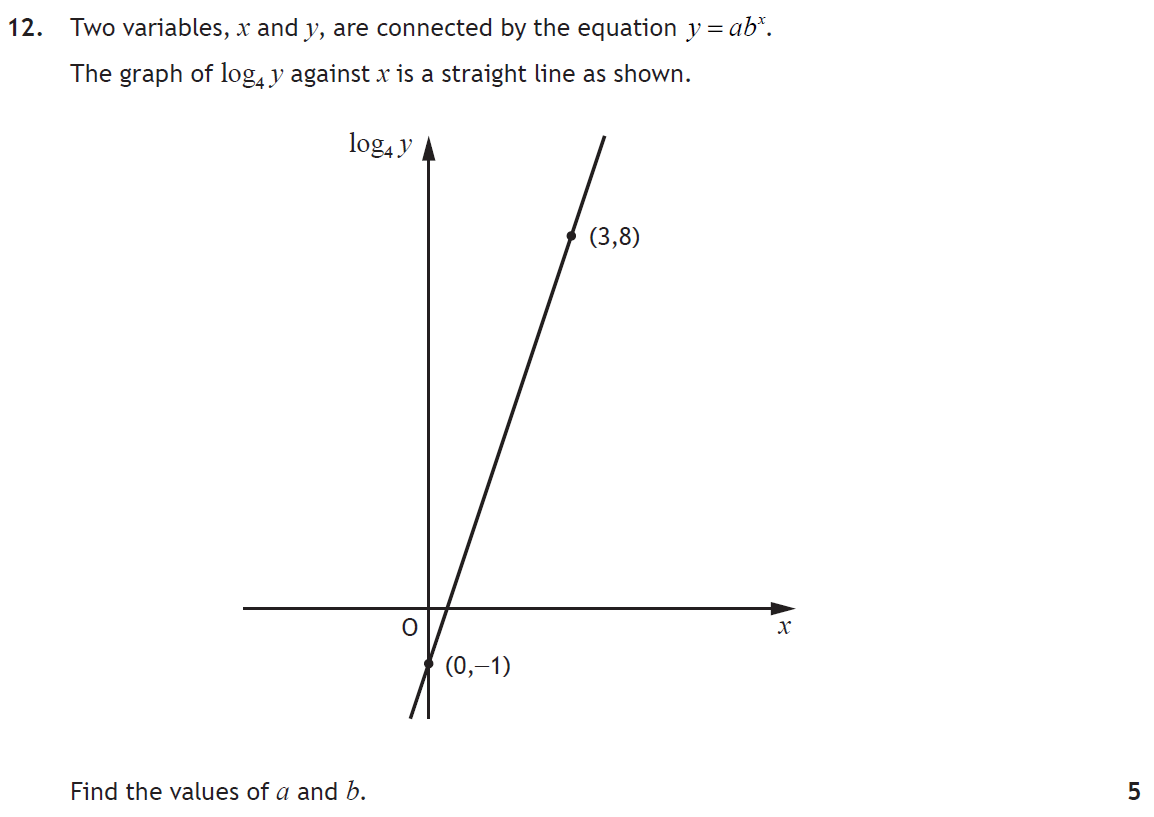 12. Two variables, x and y, are connected by the equation y = abˣ.
The graph of log₄ y against x is a straight line as shown.
log₄ y
(3,8)
O
x
(0,–1)
Find the values of a and b. 5